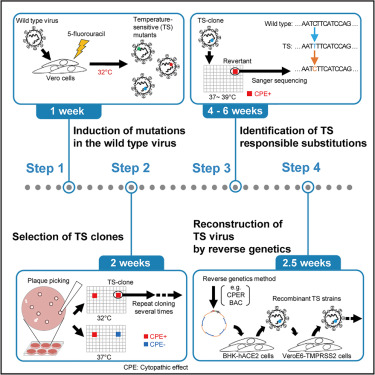 Wild type virus
5-fluorouracil
Vero cells
32°C
Temperature-
sensitive (TS)
mutants
1 week
Induction of mutations
in the wild type virus
TS-clone
Revertant
37~ 39°C
CPE+
Wild type: ...AATCTTCATCCAG...
TS: ...AATTTTCATCCAG...
...AATCTTCATCCAG...
Sanger sequencing
4 - 6 weeks
Identification of TS
responsible substitutions
Step 1
Step 2
Step 3
Step 4
Selection of TS clones
2 weeks
Plaque picking
TS-clone
32°C
Repeat cloning
several times
CPE+
CPE-
37°C
CPE: Cytopathic effect
Reconstruction of
TS virus
by reverse genetics
2.5 weeks
Reverse genetics method
e.g.
CPER
BAC
Recombinant TS strains
BHK-hACE2 cells
VeroE6-TMPRSS2 cells